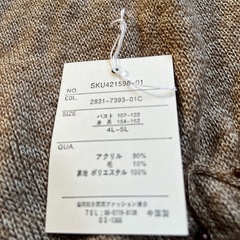 NO. SKU421598-01
COL. 2831-7393-01C
SIZE バスト 107-122
身長 154-162
4L-5L
QUA.
アクリル 90%
毛 10%
裏地 ポリエステル 100%
中国製